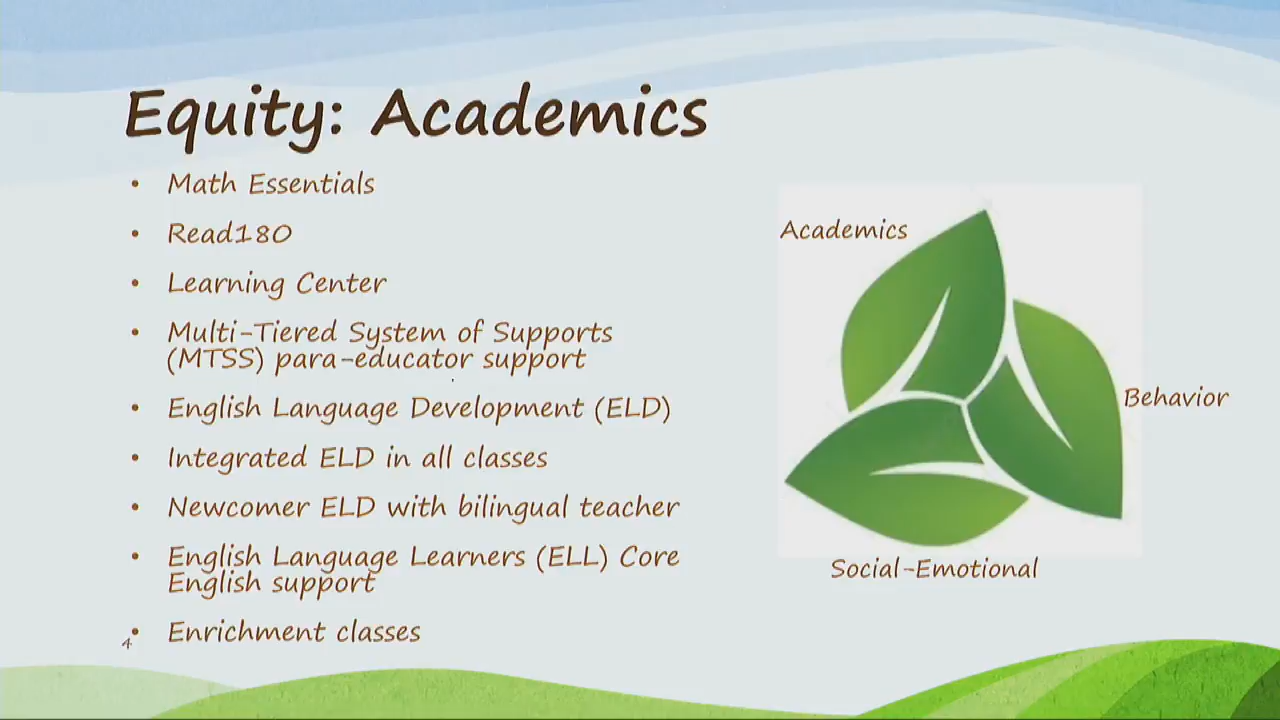 Equity: Academics
• Math Essentials
• Read180
• Learning Center
• Multi-Tiered System of Supports
(MTSS) para-educator support
• English Language Development (ELD)
• Integrated ELD in all classes
• Newcomer ELD with bilingual teacher
• English Language Learners (ELL) Core
English support
• Enrichment classes
4
Academics
Behavior
Social-Emotional